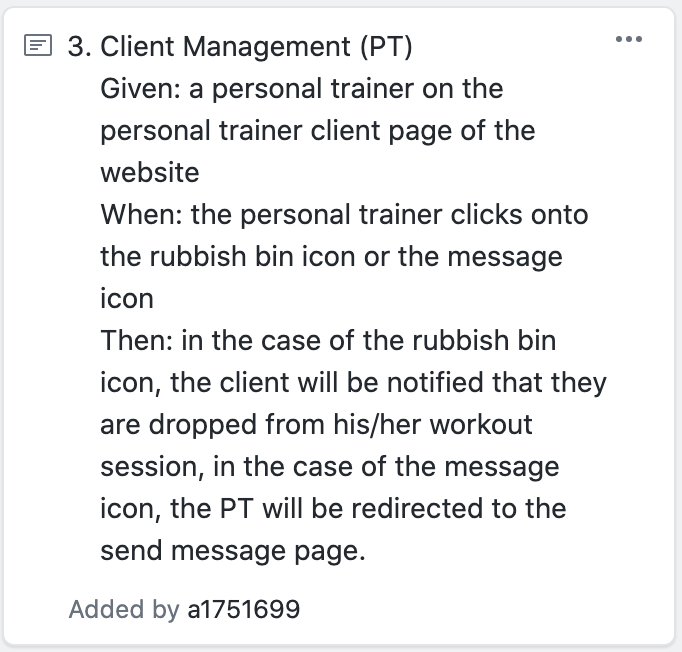 3. Client Management (PT)
Given: a personal trainer on the
personal trainer client page of the
website
When: the personal trainer clicks onto
the rubbish bin icon or the message
icon
Then: in the case of the rubbish bin
icon, the client will be notified that they
are dropped from his/her workout
session, in the case of the message
icon, the PT will be redirected to the
send message page.
Added by a1751699